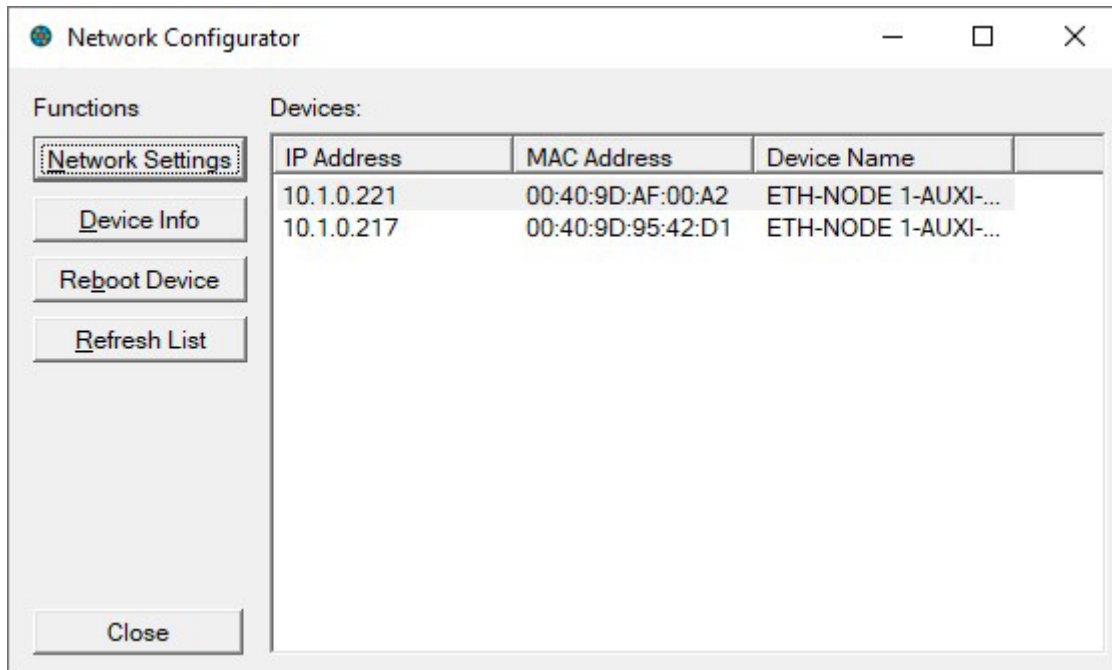 Network Configurator
Functions
Devices:
Network Settings
Device Info
Reboot Device
Refresh List
Close
IP Address MAC Address Device Name
10.1.0.221 00:40:9D:AF:00:A2 ETH-NODE 1-AUXI-...
10.1.0.217 00:40:9D:95:42:D1 ETH-NODE 1-AUXI-...